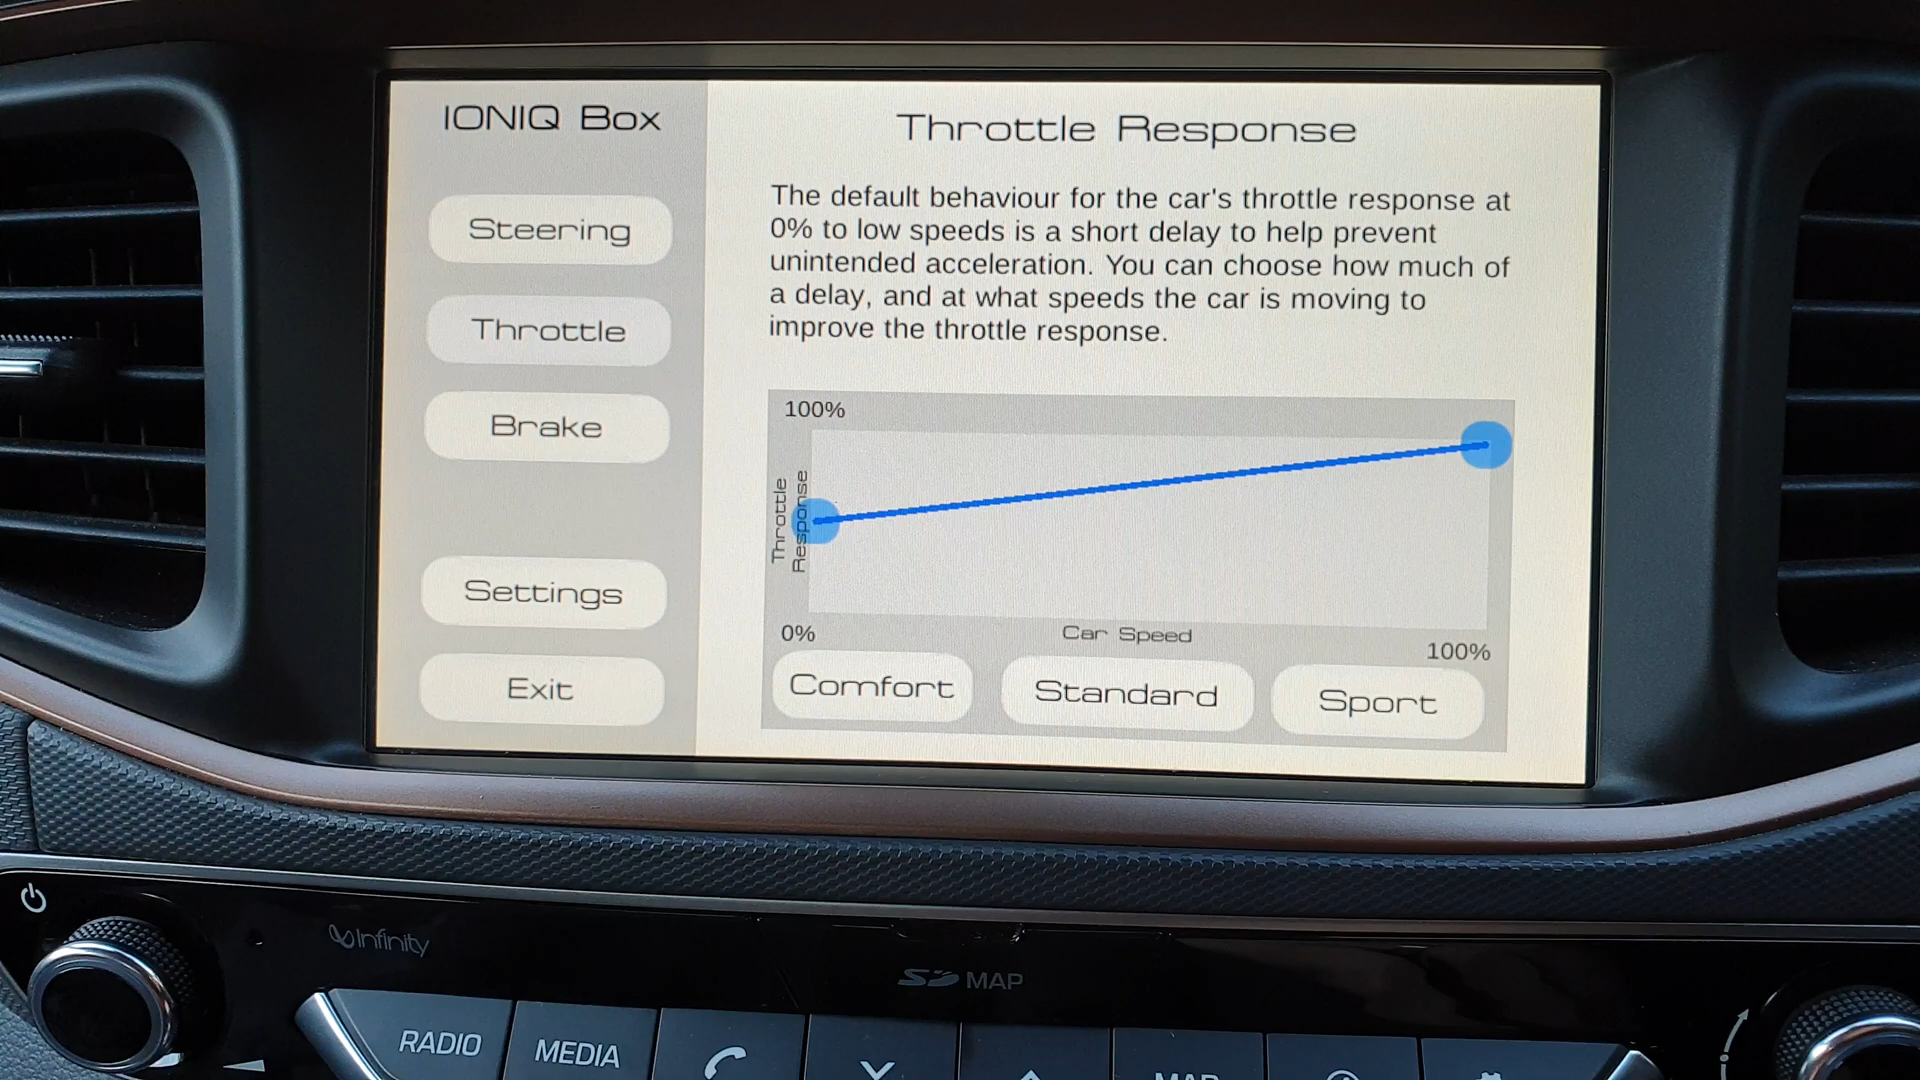 IONIQ Box
Steering
Throttle
Brake
Settings
Exit
Throttle Response
The default behaviour for the car's throttle response at
0% to low speeds is a short delay to help prevent
unintended acceleration. You can choose how much of
a delay, and at what speeds the car is moving to
improve the throttle response.
100%
Throttle
Response
0%
Car Speed
100%
Comfort
Standard
Sport
Infinity
SD MAP
RADIO
MEDIA
MAP